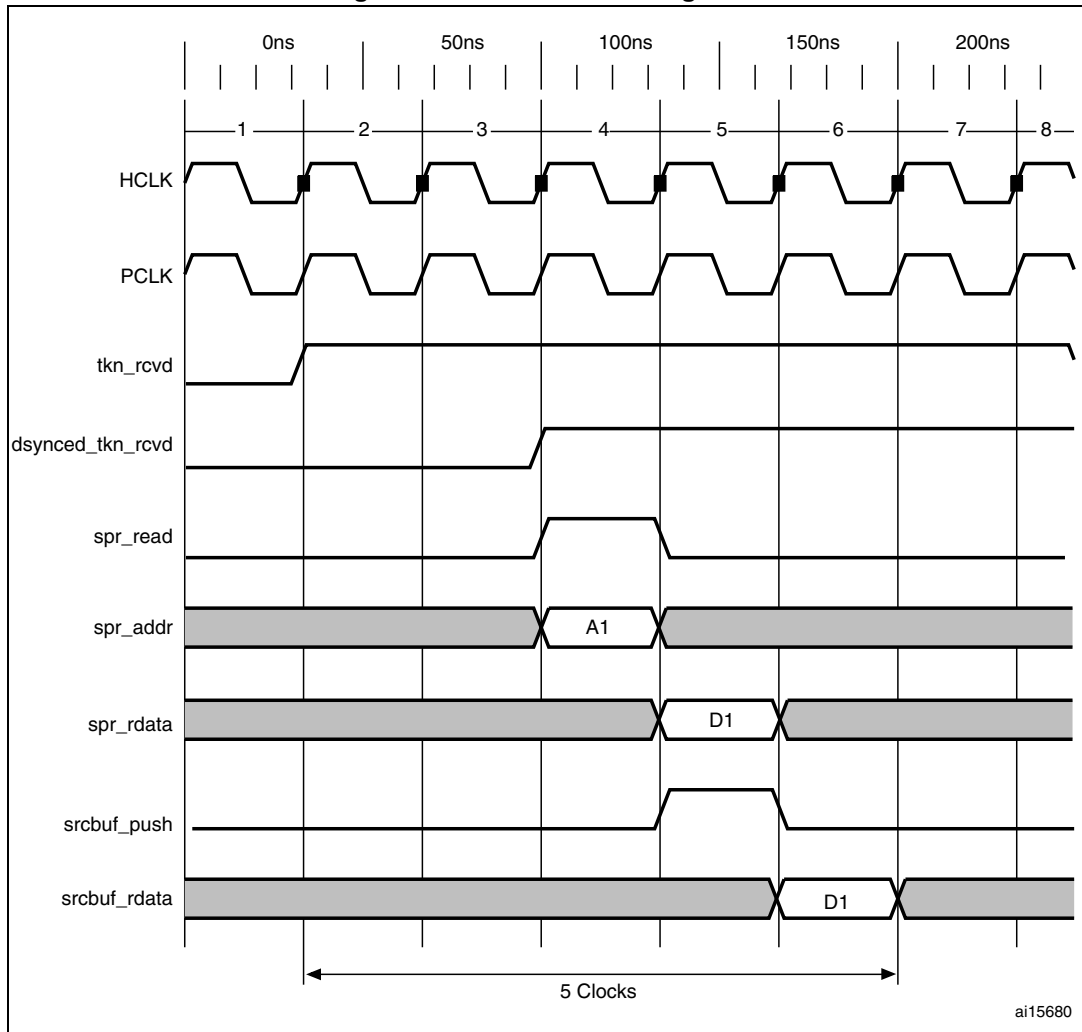 0ns 50ns 100ns 150ns 200ns
1 2 3 4 5 6 7 8
HCLK
PCLK
tkn_rcvd
dsynced_tkn_rcvd
spr_read
spr_addr A1
spr_rdata D1
srcbuf_push
srcbuf_rdata D1
5 Clocks
ai15680